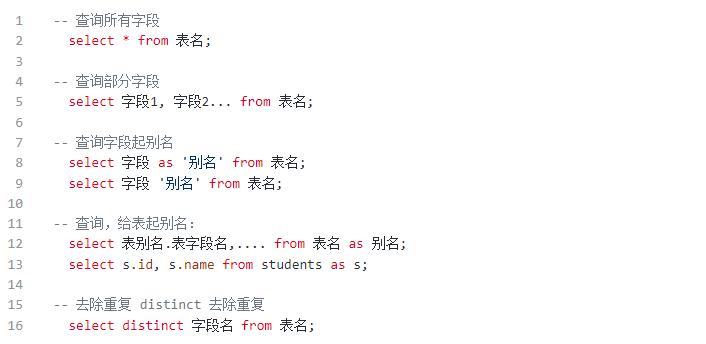 1 -- 查询所有字段
2 select * from 表名;
3
4 -- 查询部分字段
5 select 字段1, 字段2... from 表名;
6
7 -- 查询字段起别名
8 select 字段 as '别名' from 表名;
9 select 字段 '别名' from 表名;
10
11 -- 查询，给表起别名：
12 select 表别名.表字段名,.... from 表名 as 别名;
13 select s.id, s.name from students as s;
14
15 -- 去除重复 distinct 去除重复
16 select distinct 字段名 from 表名;